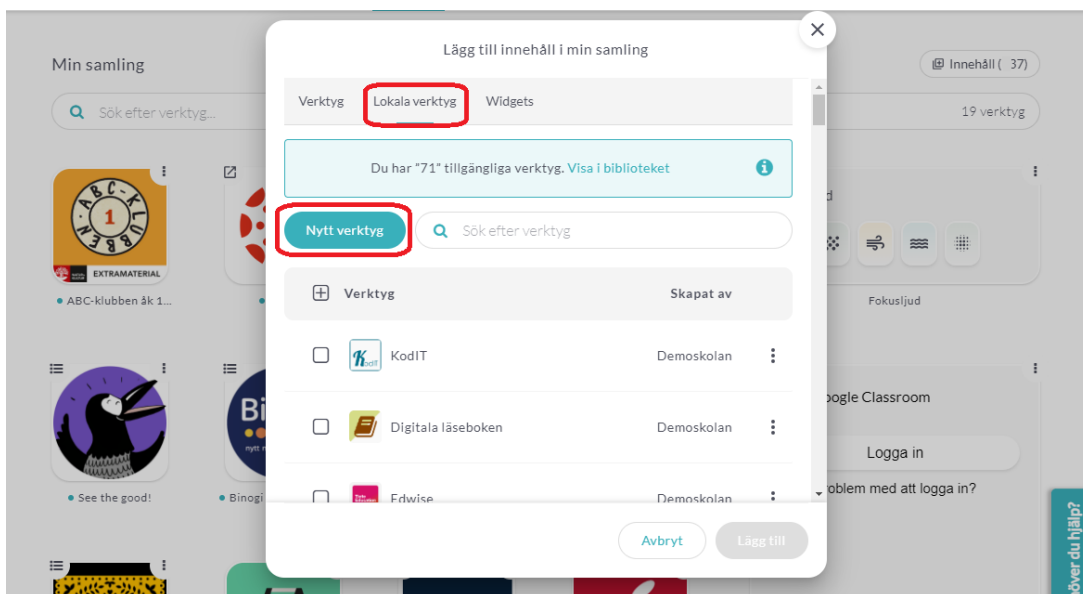 Lägg till innehåll i min samling
Min samling
Innehåll ( 37)
Verktyg Lokala verktyg Widgets
Sök efter verktyg...
19 verktyg
Du har "71" tillgängliga verktyg. Visa i biblioteket
ABC-KLUBBEN
1
EXTRAMATERIAL
Nytt verktyg
Sök efter verktyg
Verktyg Skapat av
ABC-klubben åk 1...
Fokusljud
KodIT Demoskolan
Digitala läseboken Demoskolan
Google Classroom
Logga in
Edwise Demoskolan
See the good!
Binogi
problem med att logga in?
Avbryt Lägg till
över du hjälp?